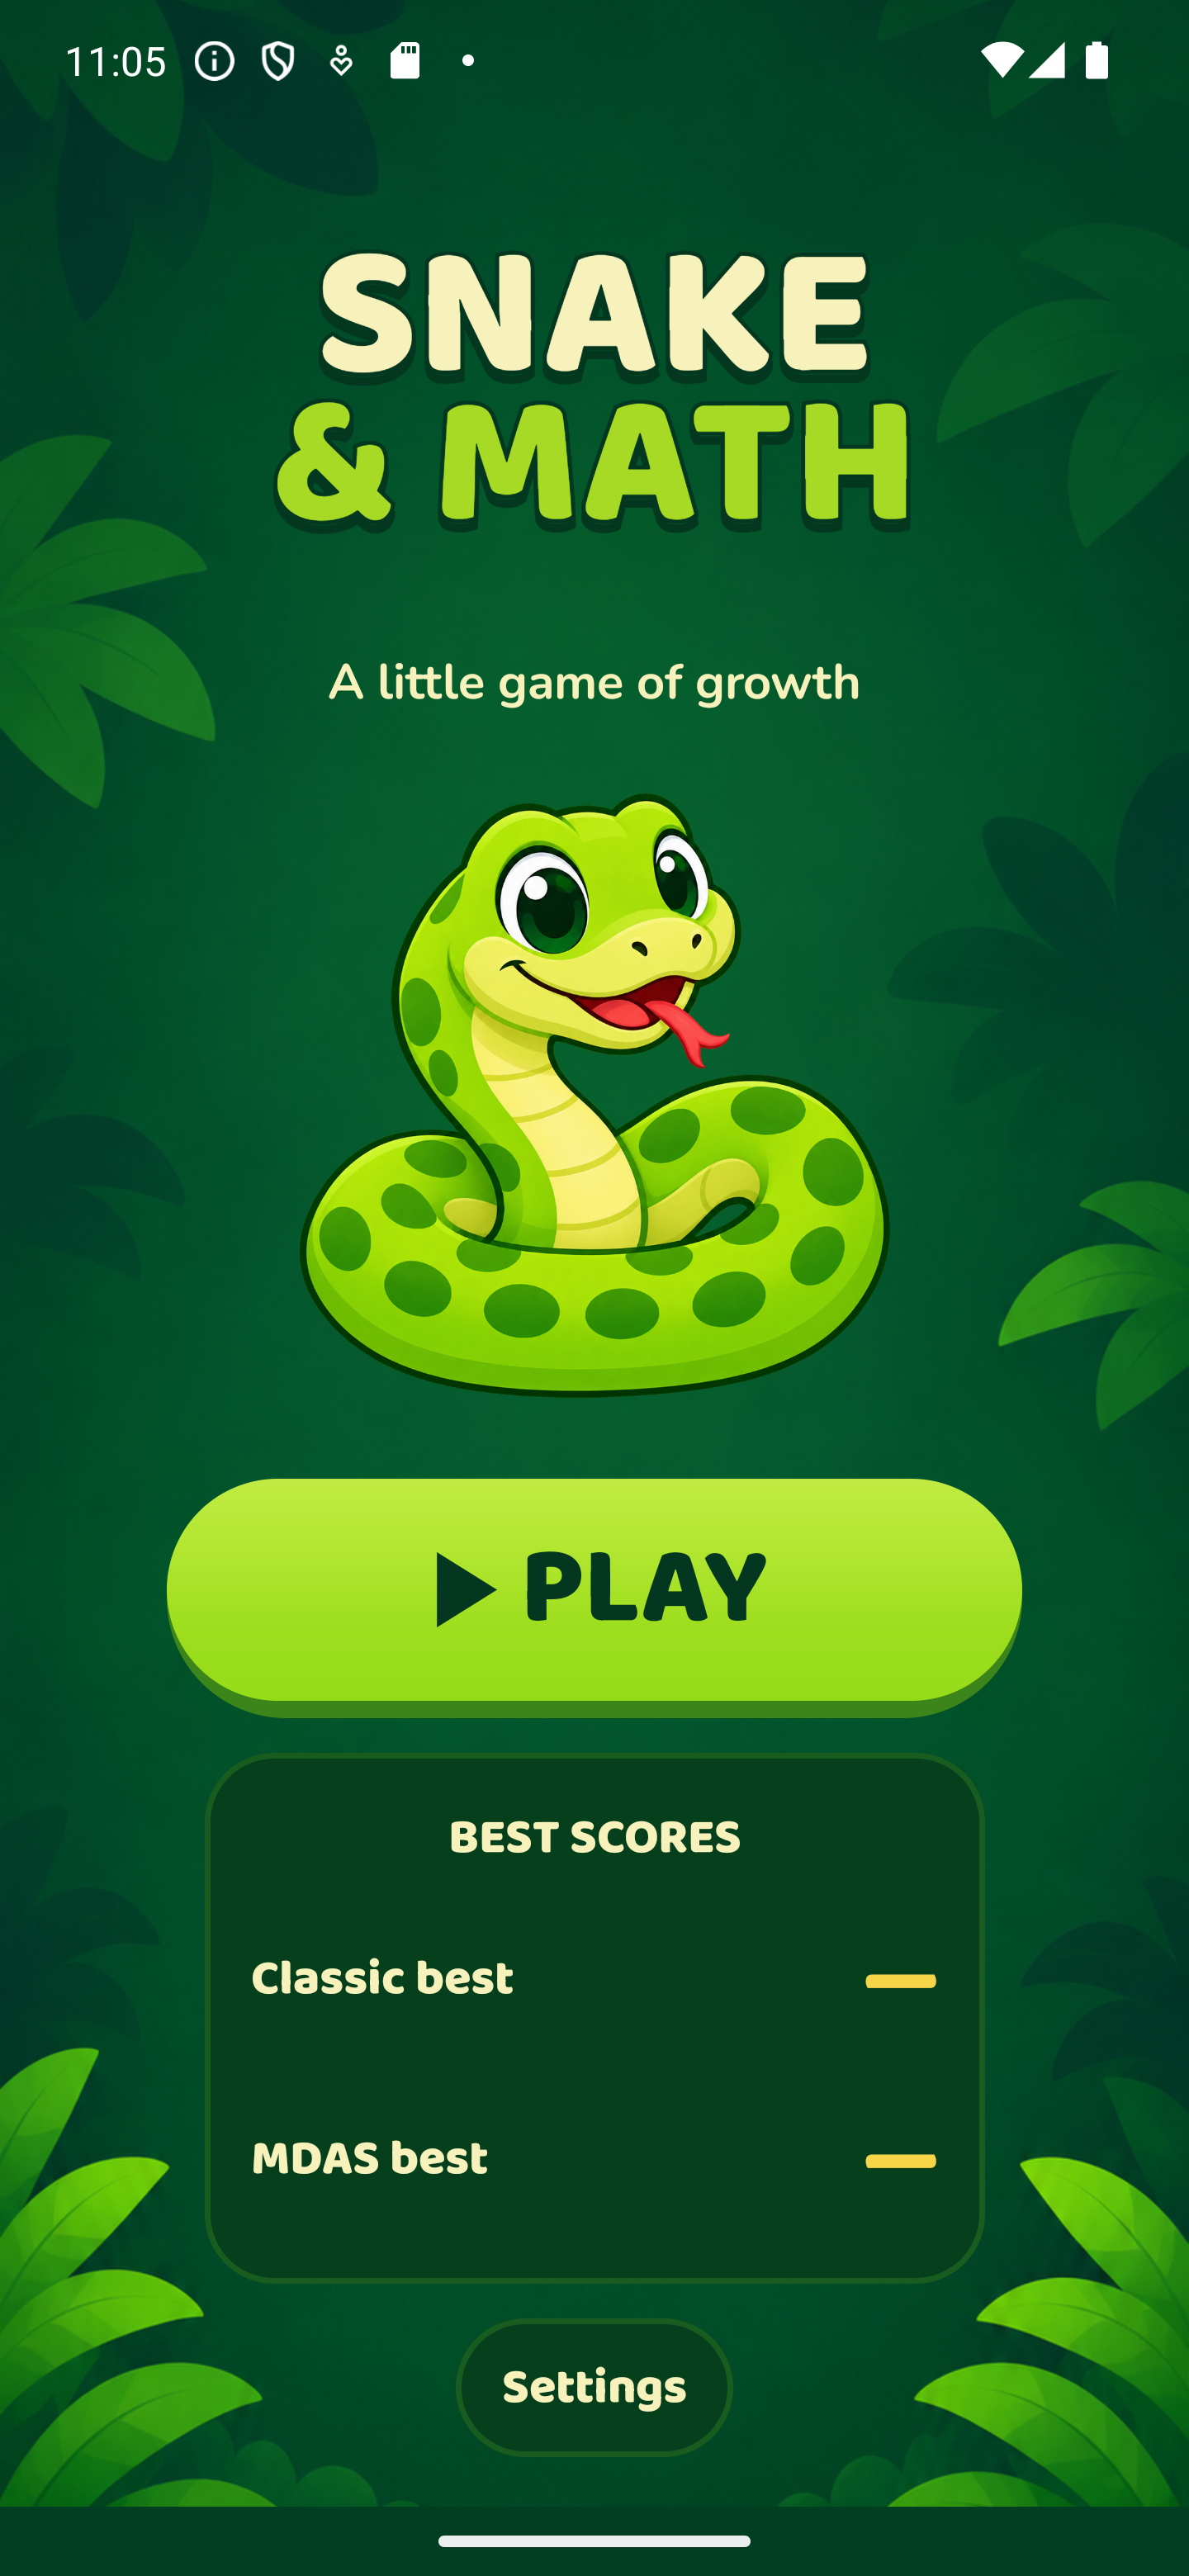 11:05
SNAKE
& MATH
A little game of growth
PLAY
BEST SCORES
Classic best —
MDAS best —
Settings